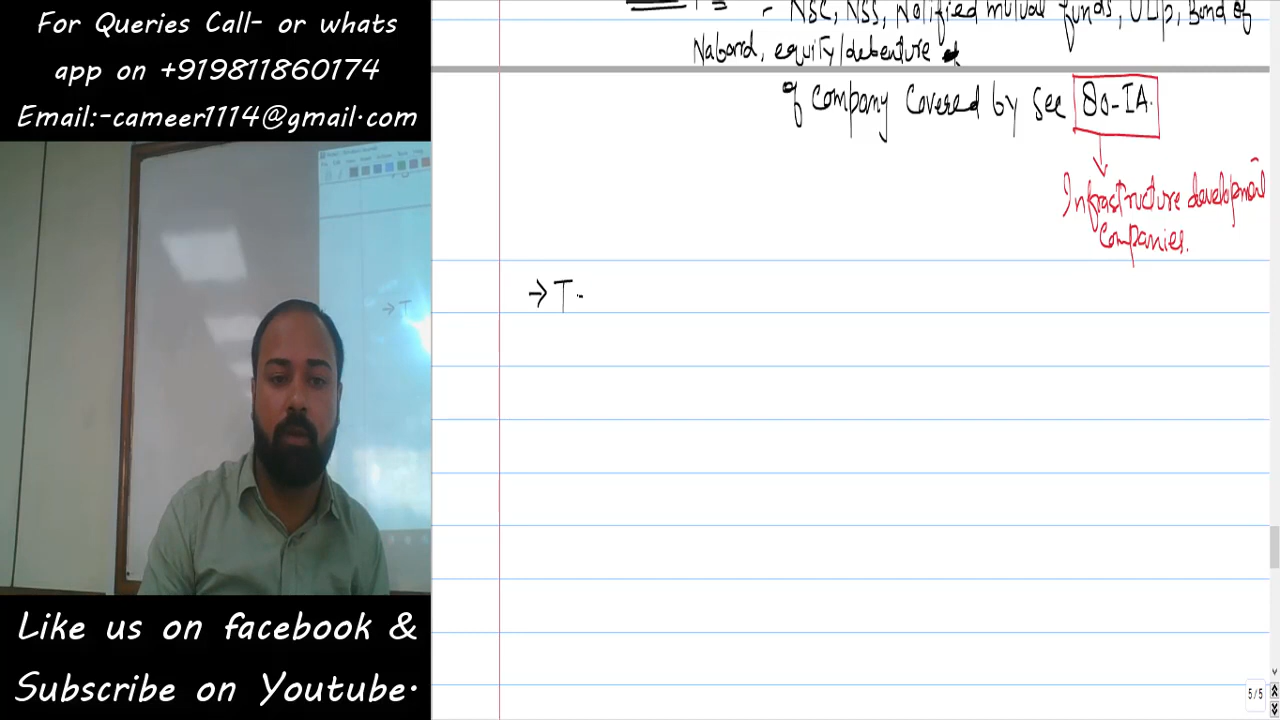 For Queries Call- or whats
app on +919811860174
Email:-cameer1114@gmail.com
NSC, NSS, Notified mutual funds, ULIP, Bond of
Nabard, equity/debenture
of company covered by sec 80-IA.
Infrastructure development
companies.
→ T
Like us on facebook &
Subscribe on Youtube.
5/5